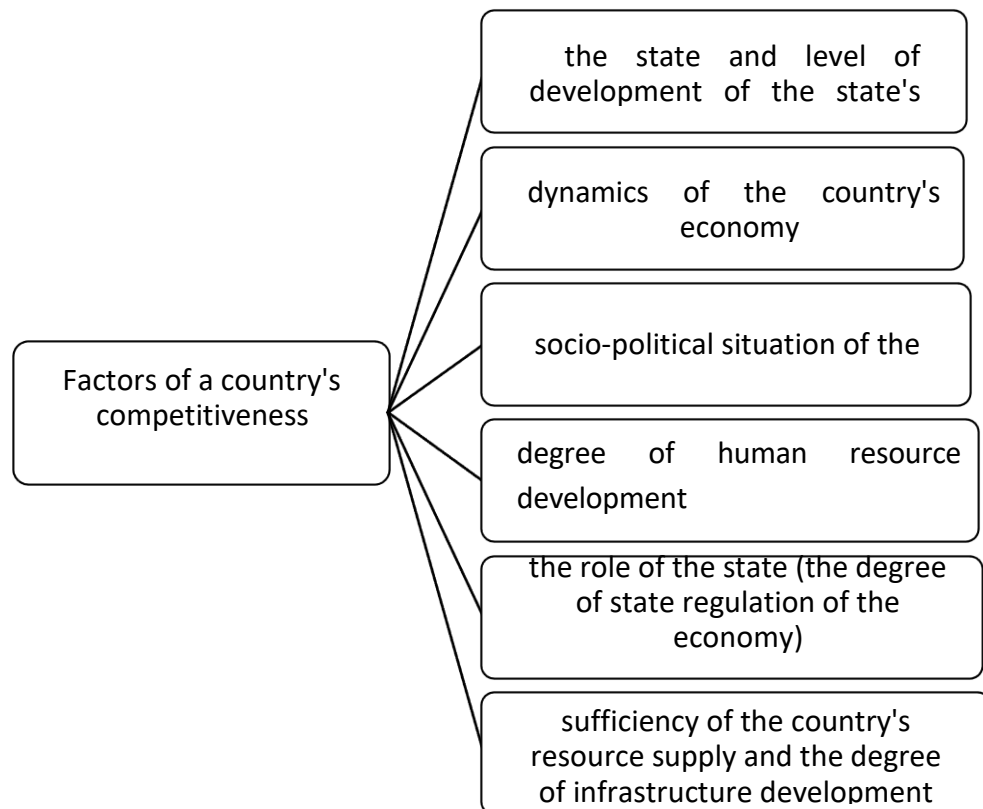 the state and level of
development of the state's
dynamics of the country's
economy
socio-political situation of the
Factors of a country's
competitiveness
degree of human resource
development
the role of the state (the degree
of state regulation of the
economy)
sufficiency of the country's
resource supply and the degree
of infrastructure development